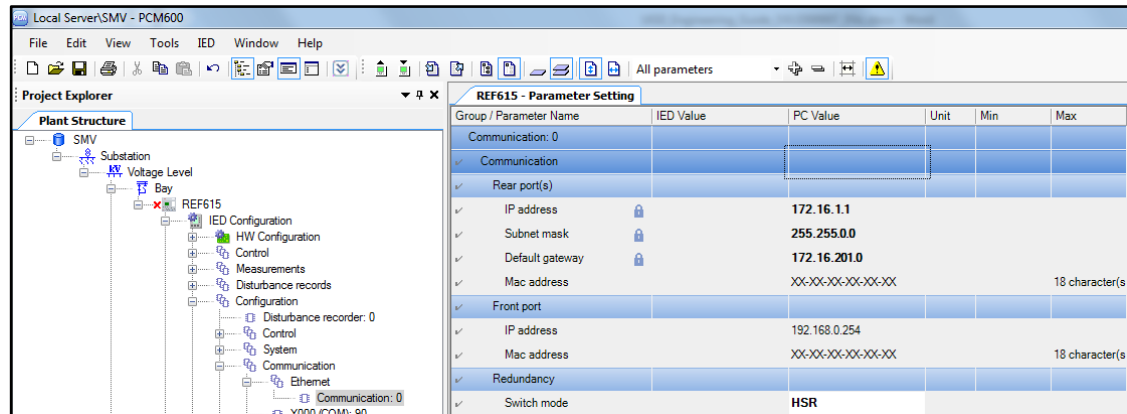 Local Server\SMV - PCM600
File Edit View Tools IED Window Help
All parameters
Project Explorer
Plant Structure
SMV
Substation
Voltage Level
Bay
REF615
IED Configuration
HW Configuration
Control
Measurements
Disturbance records
Configuration
Disturbance recorder: 0
Control
System
Communication
Ethernet
Communication: 0
X000 (COM): 90
REF615 - Parameter Setting
Group / Parameter Name IED Value PC Value Unit Min Max
Communication: 0
Communication
Rear port(s)
IP address 172.16.1.1
Subnet mask 255.255.0.0
Default gateway 172.16.201.0
Mac address XX-XX-XX-XX-XX-XX 18 character(s
Front port
IP address 192.168.0.254
Mac address XX-XX-XX-XX-XX-XX 18 character(s
Redundancy
Switch mode HSR